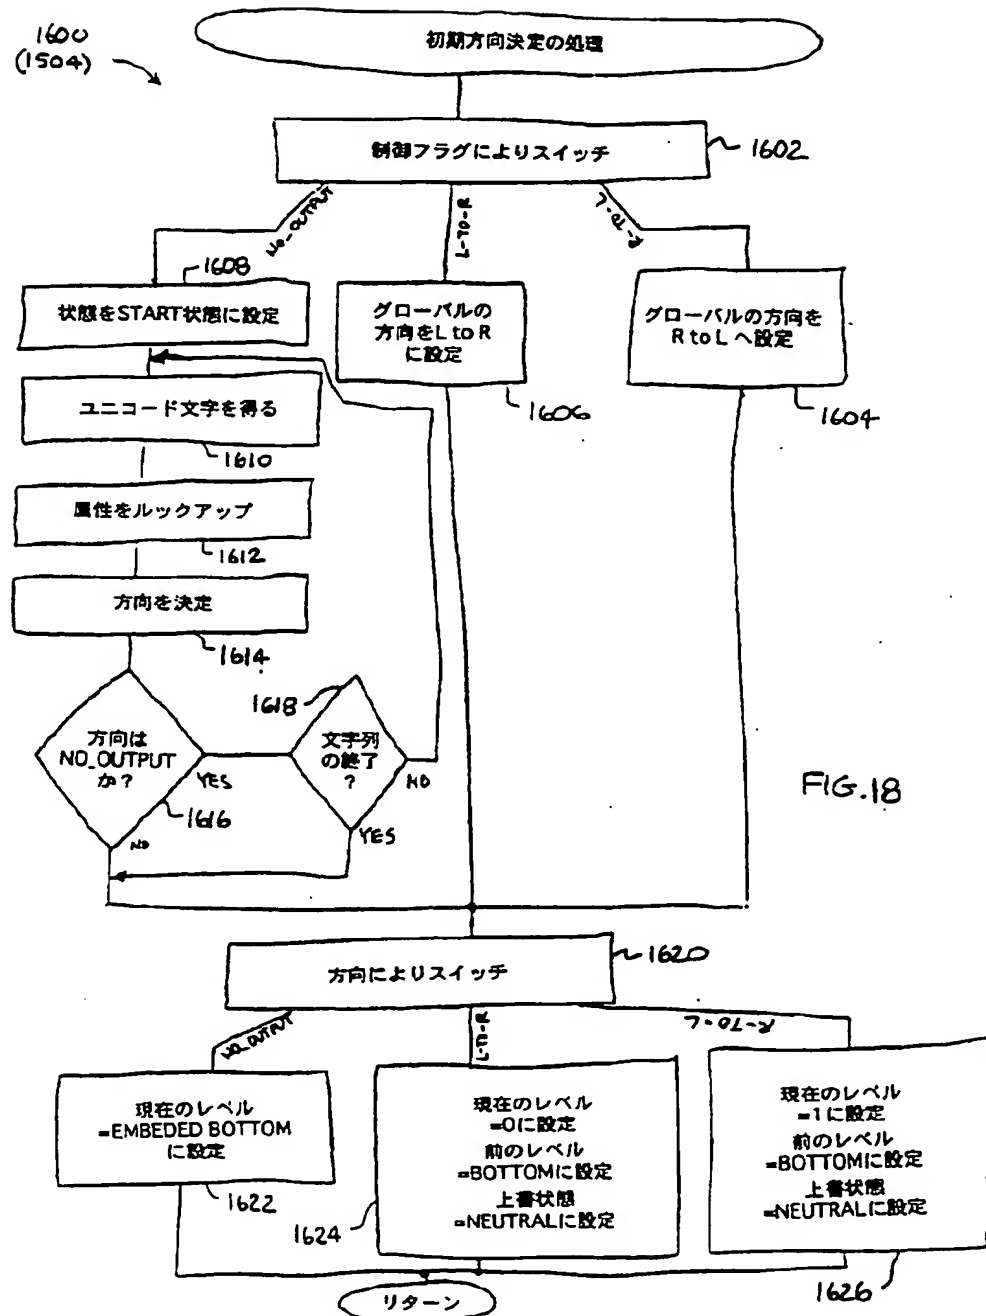 1600
(1504)
初期方向決定の処理
制御フラグによりスイッチ
1602
NO_OUTPUT
L-TO-R
R-TO-L
1608
状態をSTART状態に設定
グローバルの
方向をL to R
に設定
1606
グローバルの方向を
R to Lへ設定
1604
ユニコード文字を得る
1610
属性をルックアップ
1612
方向を決定
1614
方向は
NO_OUTPUT
か?
YES
1616
NO
1618
文字列
の終了
?
NO
YES
FIG.18
方向によりスイッチ
1620
NO_OUTPUT
L-TO-R
R-TO-L
現在のレベル
=EMBEDED BOTTOM
に設定
1622
現在のレベル
=0に設定
前のレベル
=BOTTOMに設定
上書状態
=NEUTRALに設定
1624
現在のレベル
=1に設定
前のレベル
=BOTTOMに設定
上書状態
=NEUTRALに設定
1626
リターン